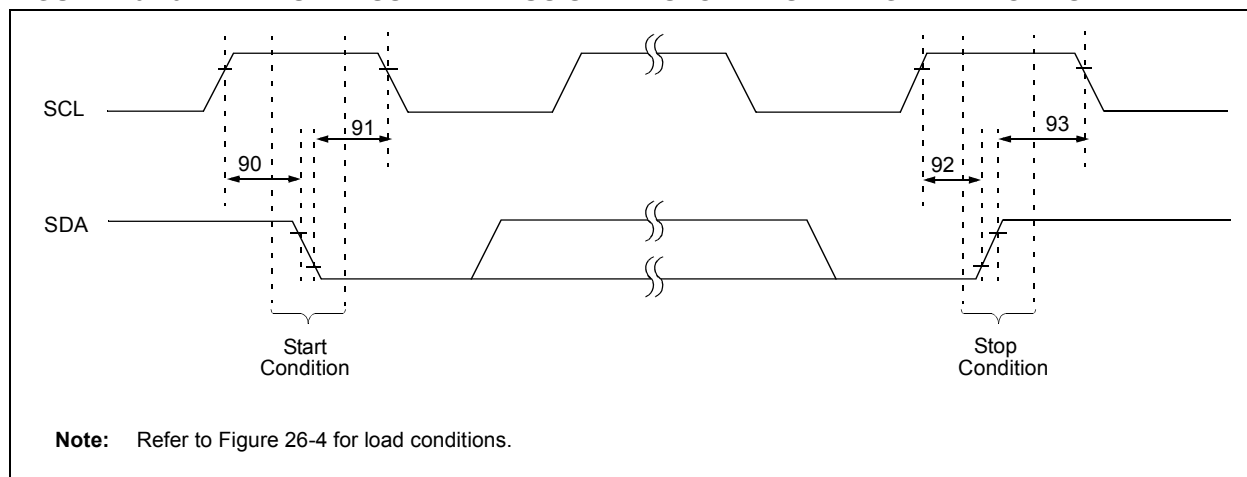 SCL
91
93
90
92
SDA
Start
Condition
Stop
Condition
Note: Refer to Figure 26-4 for load conditions.